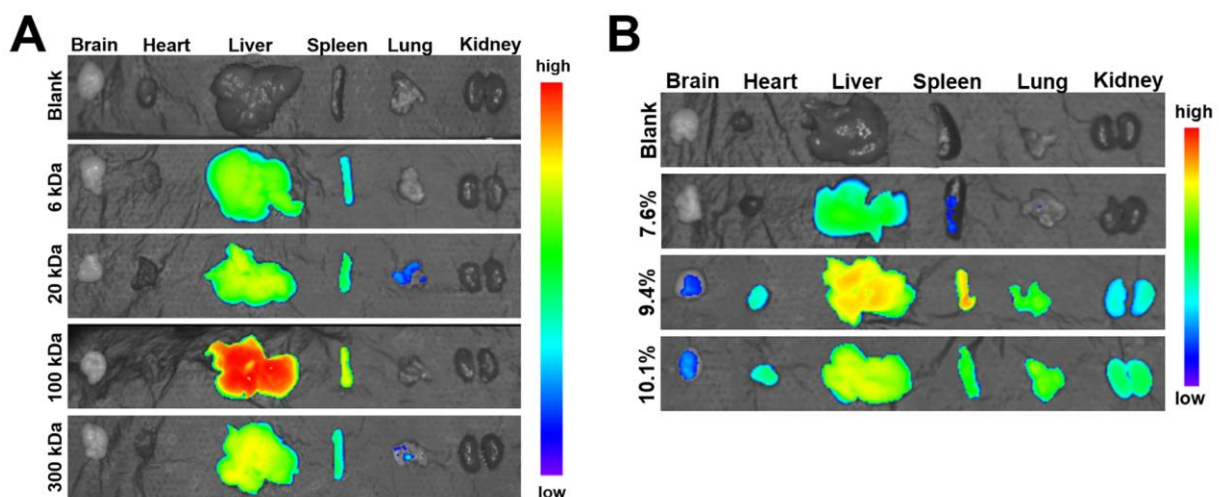 A
Brain Heart Liver Spleen Lung Kidney
Blank
6 kDa
20 kDa
100 kDa
300 kDa
high
low
B
Brain Heart Liver Spleen Lung Kidney
Blank
7.6%
9.4%
10.1%
high
low